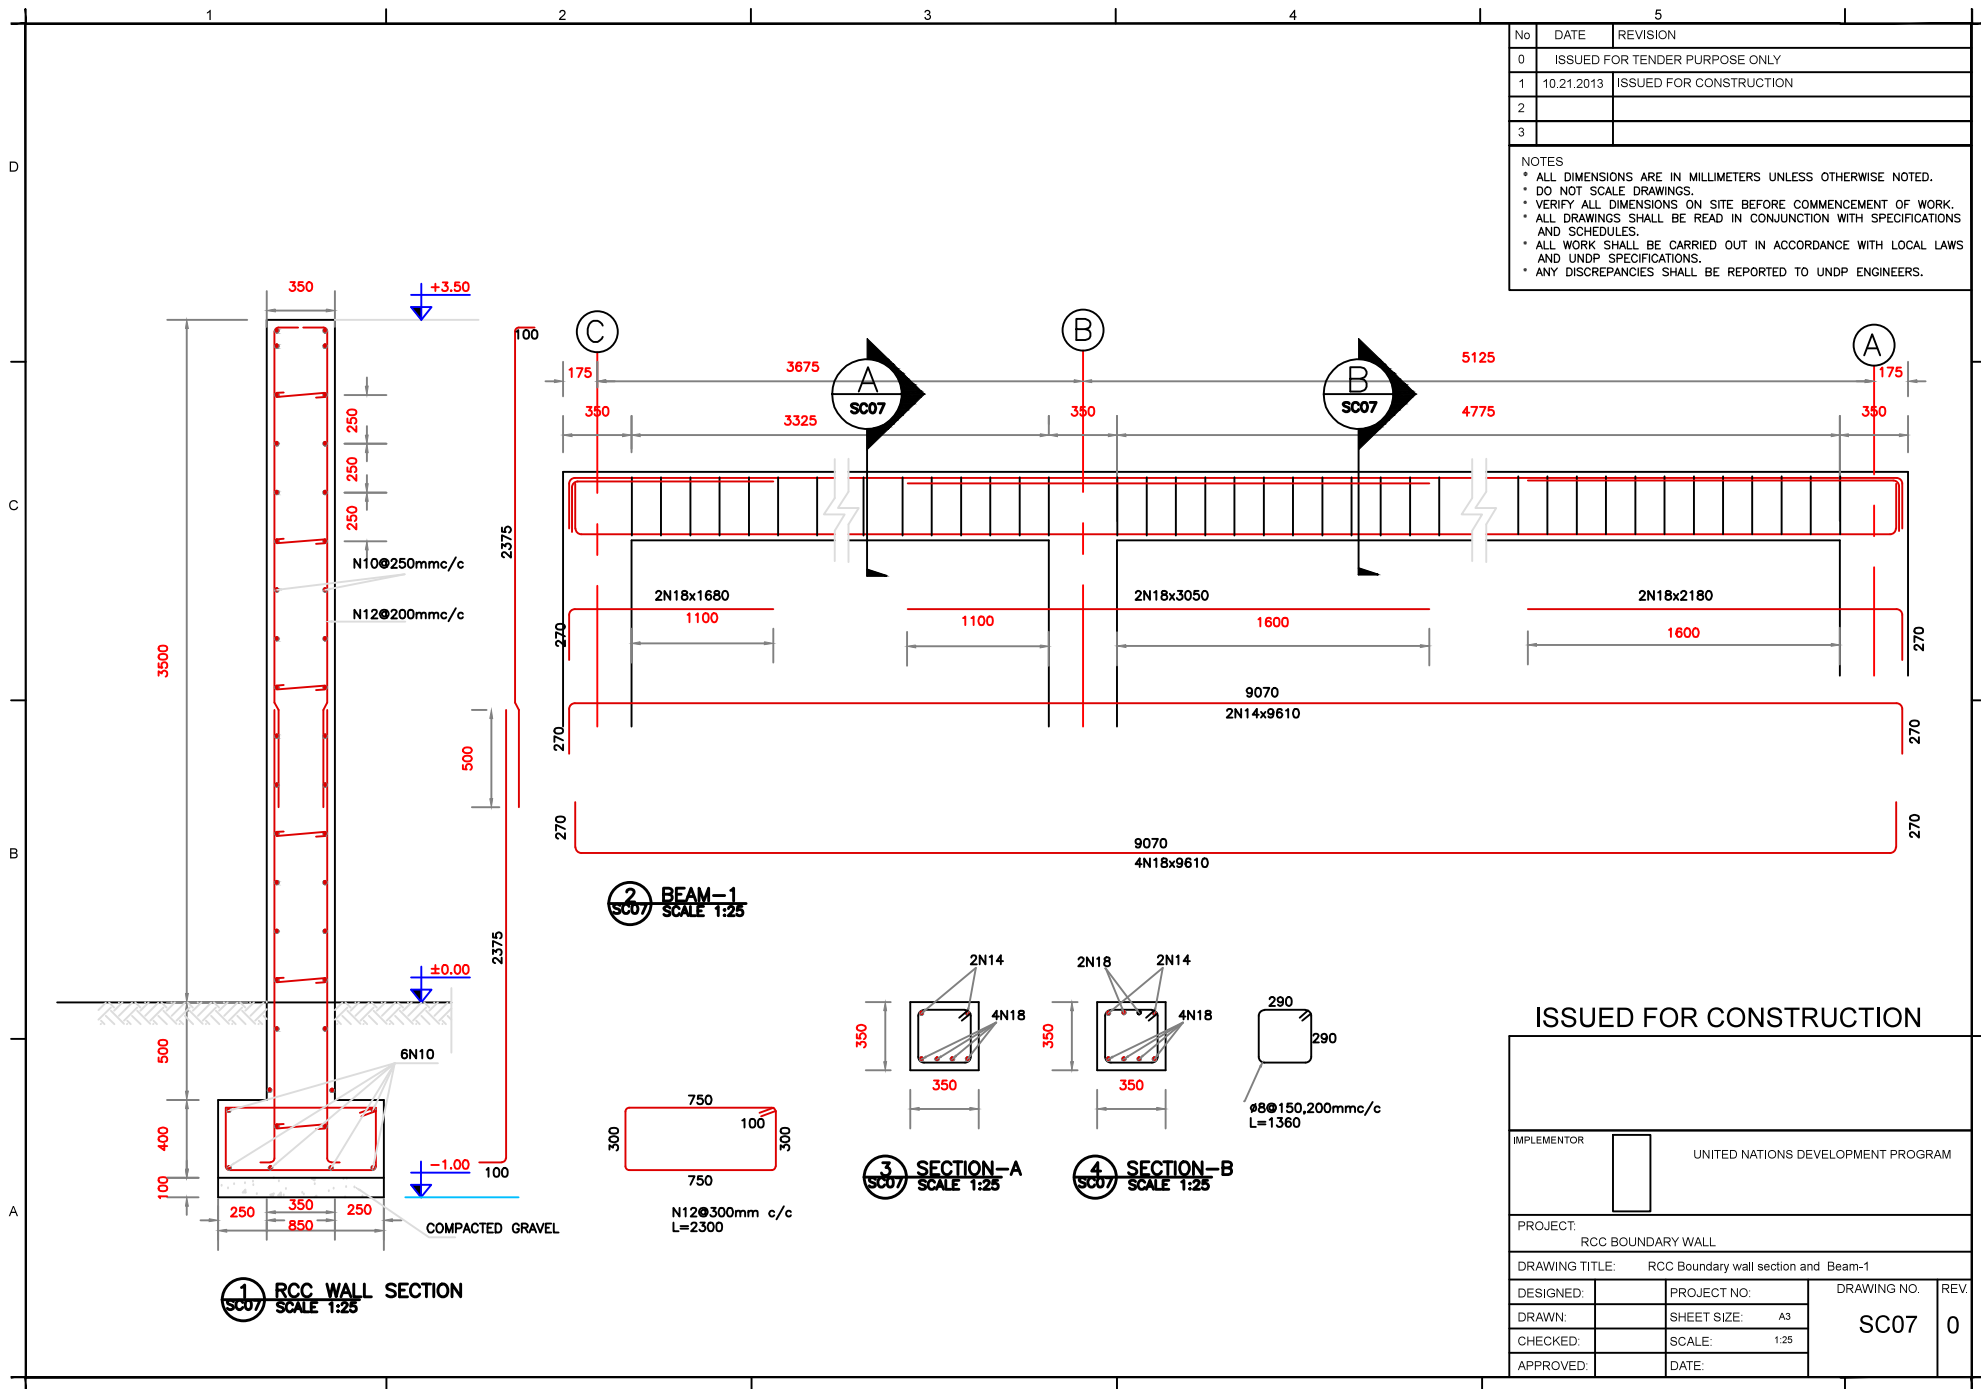 1 2 3 4 5
D
C
B
A
No DATE REVISION
0 ISSUED FOR TENDER PURPOSE ONLY
1 10.21.2013 ISSUED FOR CONSTRUCTION
2
3
NOTES
* ALL DIMENSIONS ARE IN MILLIMETERS UNLESS OTHERWISE NOTED.
* DO NOT SCALE DRAWINGS.
* VERIFY ALL DIMENSIONS ON SITE BEFORE COMMENCEMENT OF WORK.
* ALL DRAWINGS SHALL BE READ IN CONJUNCTION WITH SPECIFICATIONS
AND SCHEDULES.
* ALL WORK SHALL BE CARRIED OUT IN ACCORDANCE WITH LOCAL LAWS
AND UNDP SPECIFICATIONS.
* ANY DISCREPANCIES SHALL BE REPORTED TO UNDP ENGINEERS.
350
+3.50
250
250
250
N10@250mmc/c
N12@200mmc/c
3500
±0.00
500
6N10
400
100
-1.00
250 350 250
850
COMPACTED GRAVEL
1
SC07
RCC WALL SECTION
SCALE 1:25
100
2375
500
2375
100
C
B
A
175 3675 5125 175
A
SC07
B
SC07
350 3325 350 4775 350
2N18x1680 2N18x3050 2N18x2180
270 1100 1100 1600 1600 270
9070
2N14x9610
270 270
270 270
9070
4N18x9610
2
SC07
BEAM-1
SCALE 1:25
750
100
300 300
750
N12@300mm c/c
L=2300
2N14
4N18
350
350
3
SC07
SECTION-A
SCALE 1:25
2N18 2N14
4N18
350
350
4
SC07
SECTION-B
SCALE 1:25
290
290
ø8@150,200mmc/c
L=1360
ISSUED FOR CONSTRUCTION
IMPLEMENTOR
UNITED NATIONS DEVELOPMENT PROGRAM
PROJECT:
RCC BOUNDARY WALL
DRAWING TITLE: RCC Boundary wall section and Beam-1
DESIGNED: PROJECT NO: DRAWING NO. REV.
DRAWN: SHEET SIZE: A3 SC07 0
CHECKED: SCALE: 1:25
APPROVED: DATE: